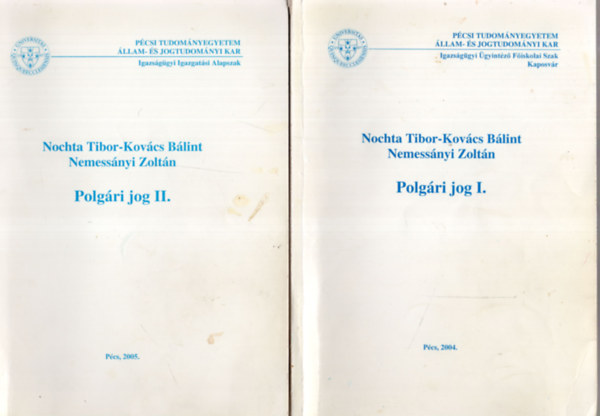 PÉCSI TUDOMÁNYEGYETEM
ÁLLAM- ÉS JOGTUDOMÁNYI KAR
Igazságügyi Igazgatási Alapszak
Nochta Tibor-Kovács Bálint
Nemessányi Zoltán
Polgári jog II.
Pécs, 2005.
PÉCSI TUDOMÁNYEGYETEM
ÁLLAM- ÉS JOGTUDOMÁNYI KAR
Igazságügyi Ügyintéző Főiskolai Szak
Kaposvár
Nochta Tibor-Kovács Bálint
Nemessányi Zoltán
Polgári jog I.
Pécs, 2004.